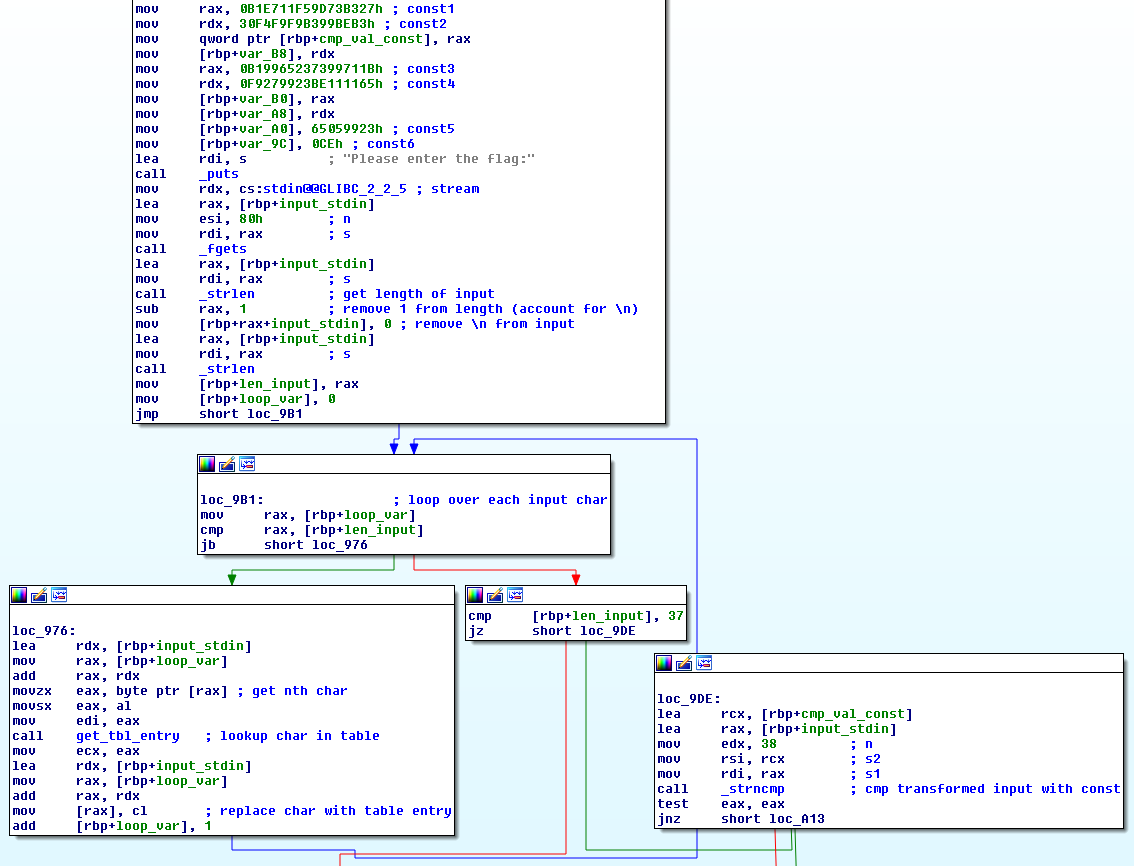 mov rax, 0B1E711F59D73B327h ; const1
mov rdx, 30F4F9F9B399BEB3h ; const2
mov qword ptr [rbp+cmp_val_const], rax
mov [rbp+var_B8], rdx
mov rax, 0B19965237399711Bh ; const3
mov rdx, 0F9279923BE111165h ; const4
mov [rbp+var_B0], rax
mov [rbp+var_A8], rdx
mov [rbp+var_A0], 65059923h ; const5
mov [rbp+var_9C], 0CEh ; const6
lea rdi, s ; "Please enter the flag:"
call _puts
mov rdx, cs:stdin@@GLIBC_2_2_5 ; stream
lea rax, [rbp+input_stdin]
mov esi, 80h ; n
mov rdi, rax ; s
call _fgets
lea rax, [rbp+input_stdin]
mov rdi, rax ; s
call _strlen ; get length of input
sub rax, 1 ; remove 1 from length (account for \n)
mov [rbp+rax+input_stdin], 0 ; remove \n from input
lea rax, [rbp+input_stdin]
mov rdi, rax ; s
call _strlen
mov [rbp+len_input], rax
mov [rbp+loop_var], 0
jmp short loc_9B1
loc_9B1: ; loop over each input char
mov rax, [rbp+loop_var]
cmp rax, [rbp+len_input]
jb short loc_976
loc_976:
lea rdx, [rbp+input_stdin]
mov rax, [rbp+loop_var]
add rax, rdx
movzx eax, byte ptr [rax] ; get nth char
movsx eax, al
mov edi, eax
call get_tbl_entry ; lookup char in table
mov ecx, eax
lea rdx, [rbp+input_stdin]
mov rax, [rbp+loop_var]
add rax, rdx
mov [rax], cl ; replace char with table entry
add [rbp+loop_var], 1
cmp [rbp+len_input], 37
jz short loc_9DE
loc_9DE:
lea rcx, [rbp+cmp_val_const]
lea rax, [rbp+input_stdin]
mov edx, 38 ; n
mov rsi, rcx ; s2
mov rdi, rax ; s1
call _strncmp ; cmp transformed input with const
test eax, eax
jnz short loc_A13